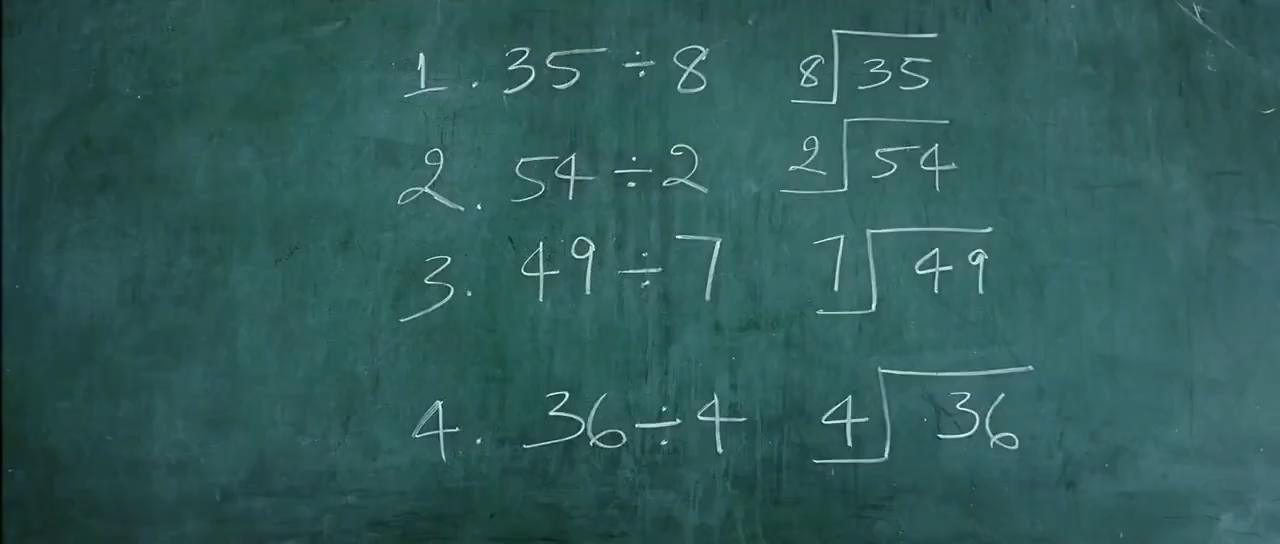 1. 35 ÷ 8 8⟌35
2. 54 ÷ 2 2⟌54
3. 49 ÷ 7 7⟌49
4. 36 ÷ 4 4⟌36